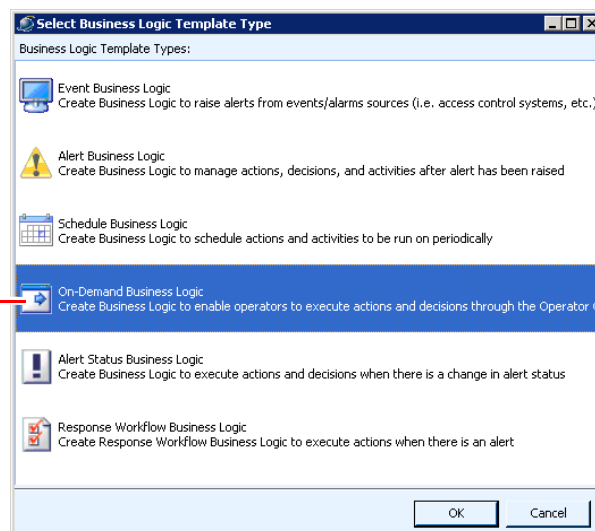 Select Business Logic Template Type
Business Logic Template Types:
Event Business Logic
Create Business Logic to raise alerts from events/alarms sources (i.e. access control systems, etc.)
Alert Business Logic
Create Business Logic to manage actions, decisions, and activities after alert has been raised
Schedule Business Logic
Create Business Logic to schedule actions and activities to be run on periodically
On-Demand Business Logic
Create Business Logic to enable operators to execute actions and decisions through the Operator
Alert Status Business Logic
Create Business Logic to execute actions and decisions when there is a change in alert status
Response Workflow Business Logic
Create Response Workflow Business Logic to execute actions when there is an alert
OK Cancel